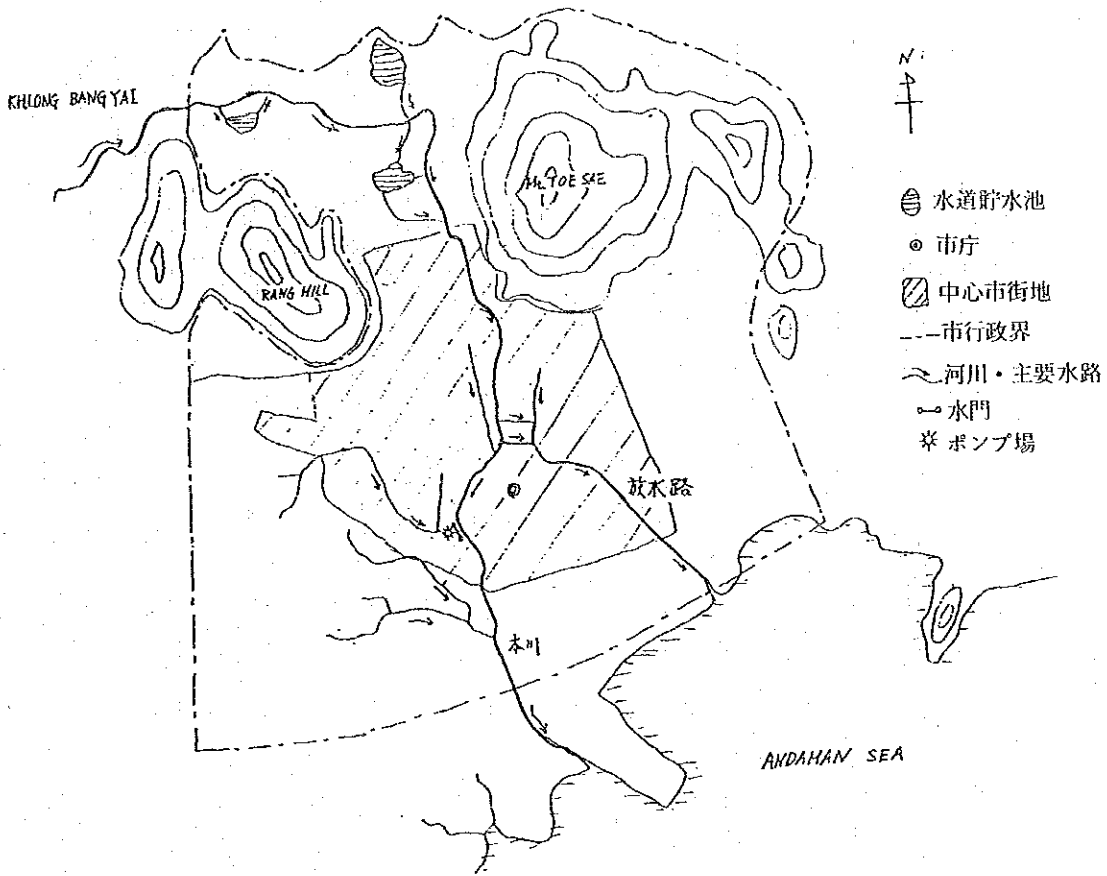 N
KHLONG BANG YAI
Mt. TOE SAE
RANG HILL
水道貯水池
市庁
中心市街地
市行政界
河川・主要水路
水門
ポンプ場
放水路
本川
ANDAMAN SEA